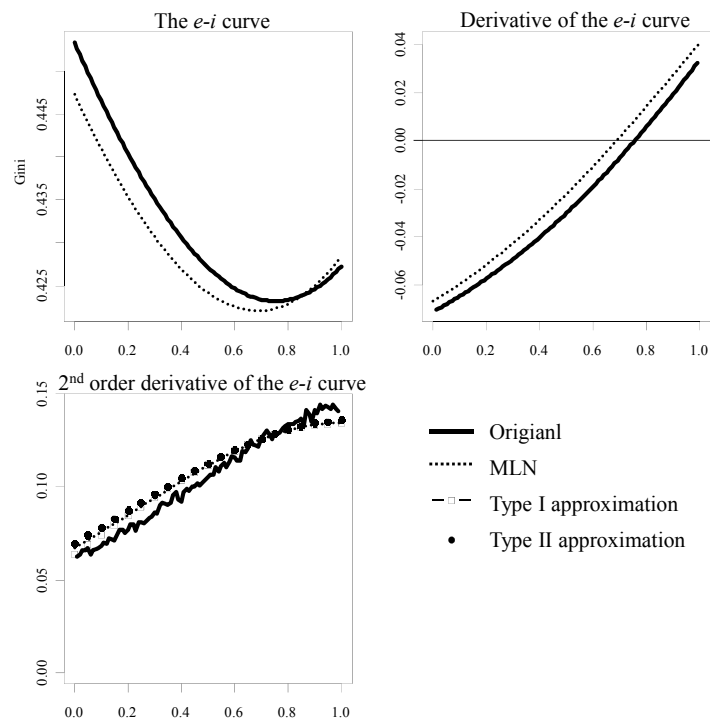 The e-i curve
Gini
0.445
0.435
0.425
0.0 0.2 0.4 0.6 0.8 1.0
Derivative of the e-i curve
0.04
0.02
0.00
-0.02
-0.04
-0.06
0.0 0.2 0.4 0.6 0.8 1.0
2nd order derivative of the e-i curve
0.15
0.10
0.05
0.00
0.0 0.2 0.4 0.6 0.8 1.0
Origianl
MLN
Type I approximation
Type II approximation